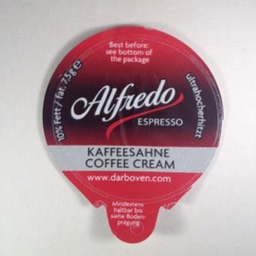 Best before:
see bottom of
the package
10% Fett / fat, 7,5 g e
Alfredo
ultrahocherhitzt
ESPRESSO
KAFFEESAHNE
COFFEE CREAM
www.darboven.com
Mindestens
haltbar bis
siehe Boden-
prägung